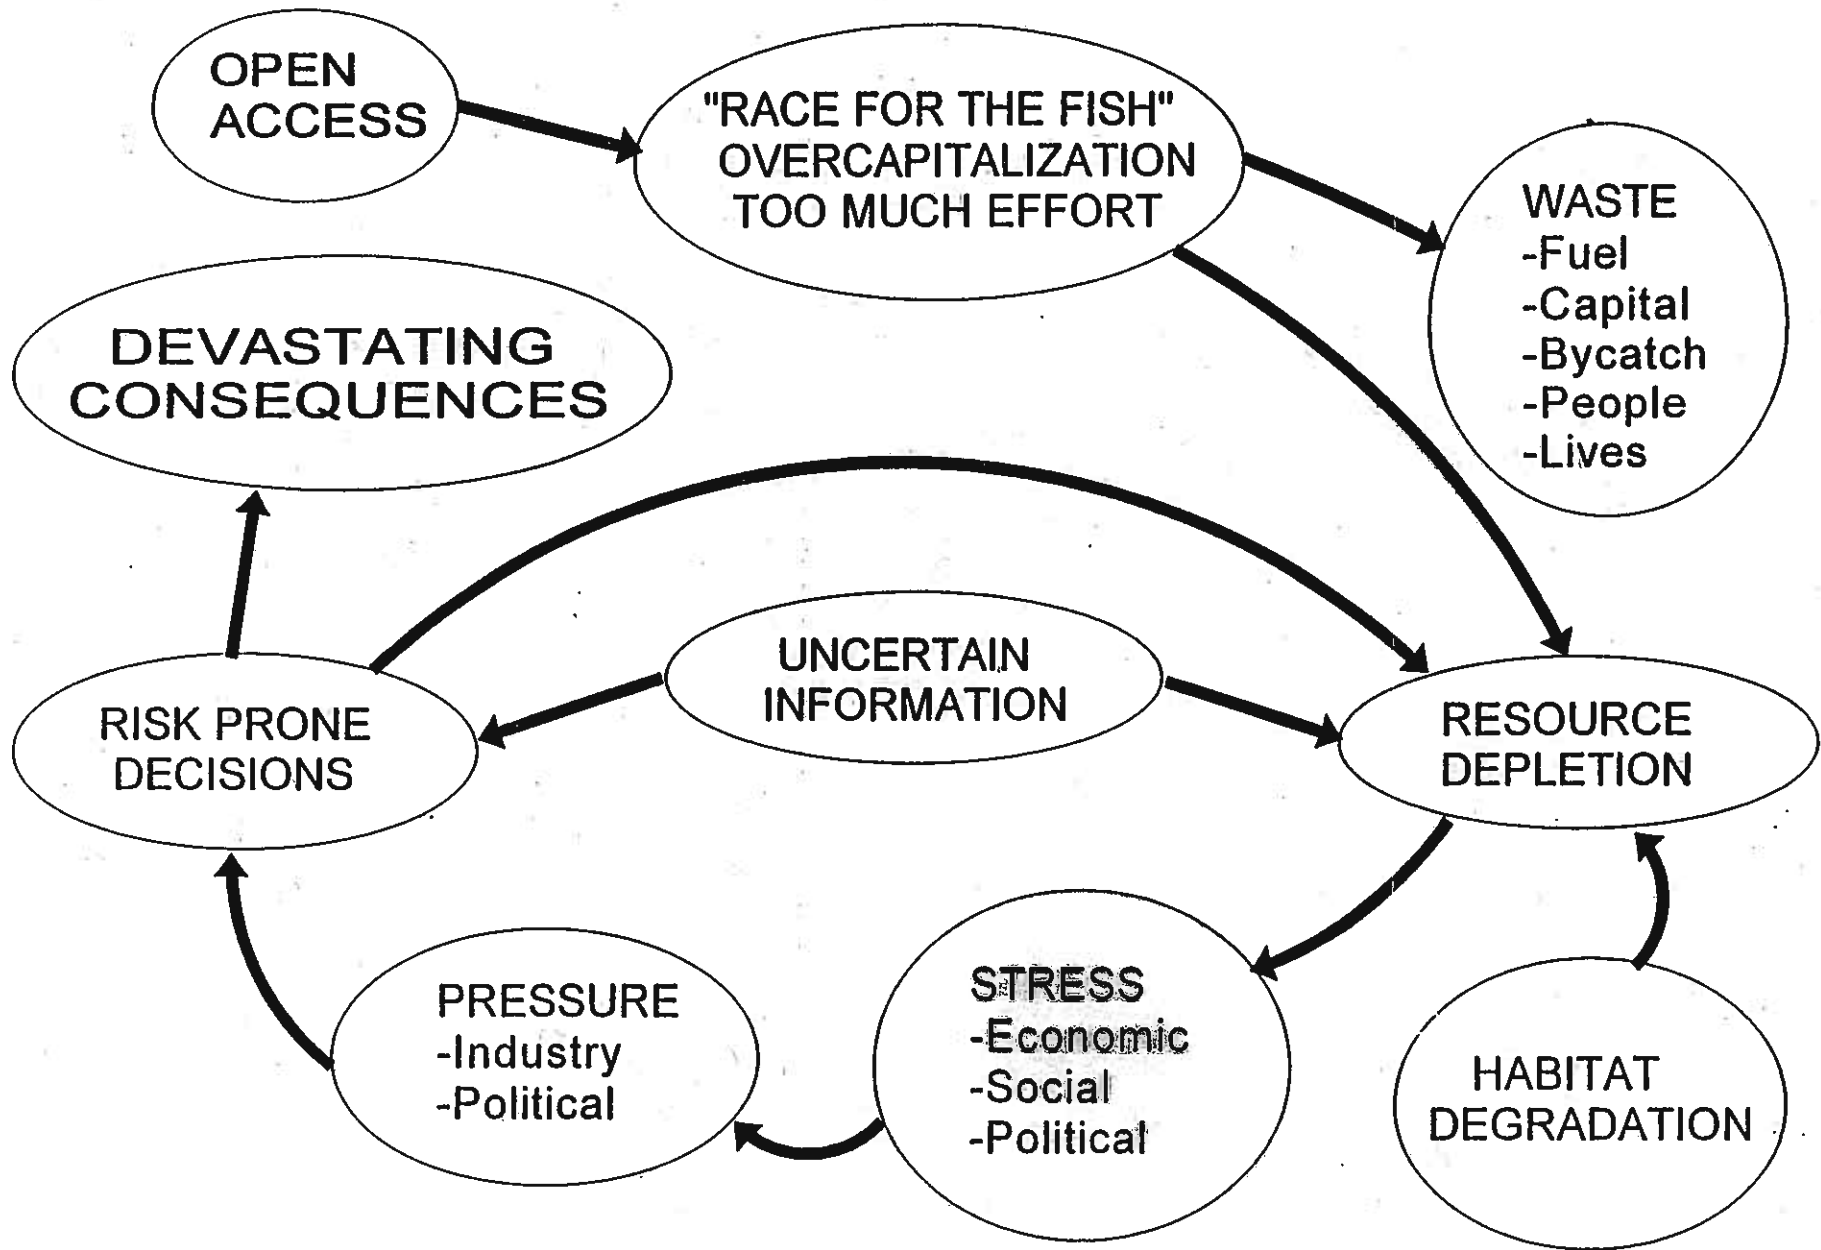 OPEN
ACCESS
"RACE FOR THE FISH"
OVERCAPITALIZATION
TOO MUCH EFFORT
WASTE
-Fuel
-Capital
-Bycatch
-People
-Lives
DEVASTATING
CONSEQUENCES
UNCERTAIN
INFORMATION
RISK PRONE
DECISIONS
RESOURCE
DEPLETION
PRESSURE
-Industry
-Political
STRESS
-Economic
-Social
-Political
HABITAT
DEGRADATION